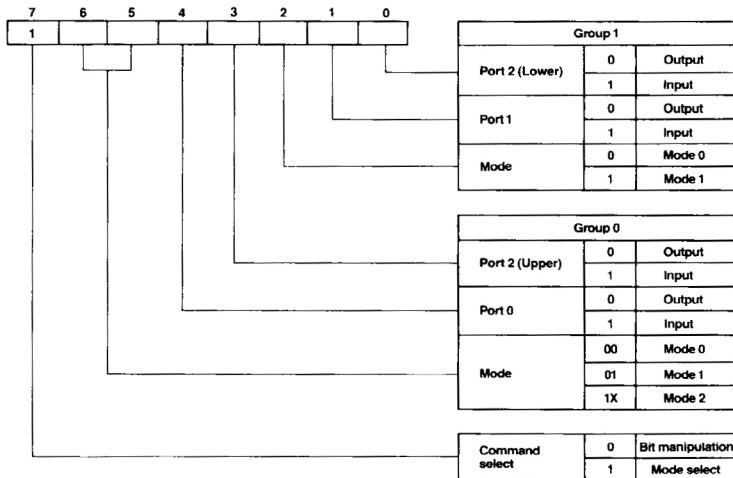 7 6 5 4 3 2 1 0
1
Group 1
Port 2 (Lower) 0 Output
1 Input
Port 1 0 Output
1 Input
Mode 0 Mode 0
1 Mode 1
Group 0
Port 2 (Upper) 0 Output
1 Input
Port 0 0 Output
1 Input
Mode 00 Mode 0
01 Mode 1
1X Mode 2
Command select 0 Bit manipulation
1 Mode select